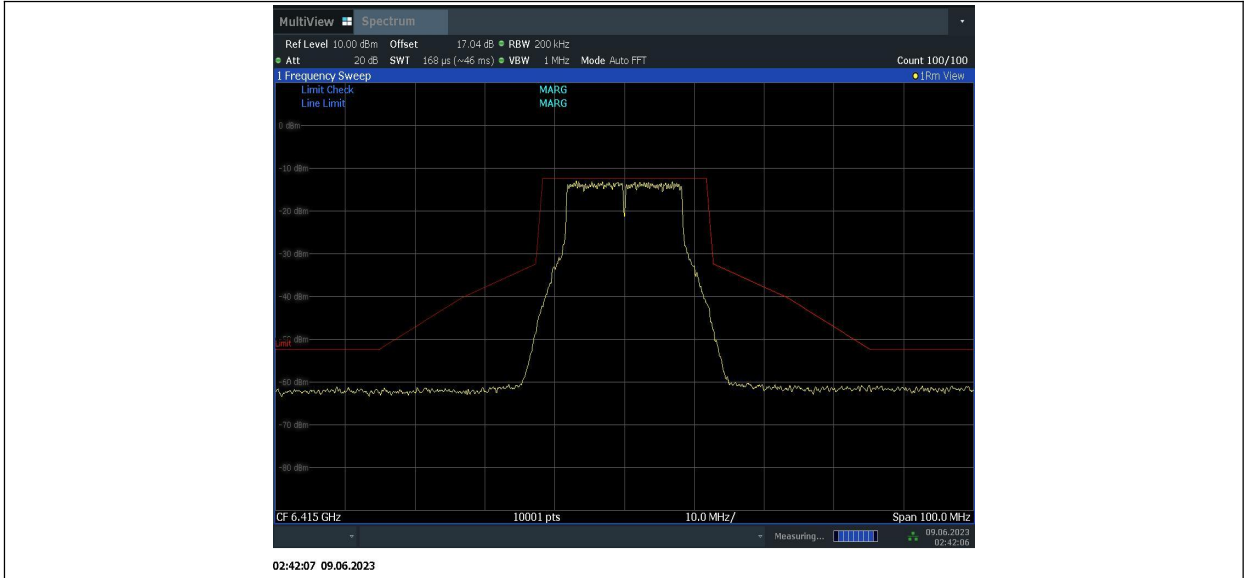 MultiView Spectrum
Ref Level 10.00 dBm Offset 17.04 dB RBW 200 kHz
Att 20 dB SWT 168 µs (~46 ms) VBW 1 MHz Mode Auto FFT Count 100/100
1 Frequency Sweep 1Rm View
Limit Check MARG
Line Limit MARG
0 dBm
-10 dBm
-20 dBm
-30 dBm
-40 dBm
dBm
Limit
-60 dBm
-70 dBm
-80 dBm
CF 6.415 GHz 10001 pts 10.0 MHz/ Span 100.0 MHz
Measuring... 09.06.2023
02:42:06
02:42:07 09.06.2023